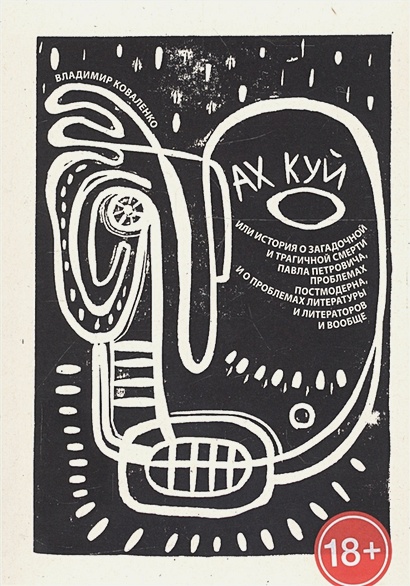 ВЛАДИМИР КОВАЛЕНКО
АХ КУЙ
ИЛИ ИСТОРИЯ О ЗАГАДОЧНОЙ
И ТРАГИЧНОЙ СМЕРТИ
ПАВЛА ПЕТРОВИЧА,
ПРОБЛЕМАХ
ПОСТМОДЕРНА,
И О ПРОБЛЕМАХ ЛИТЕРАТУРЫ
И ЛИТЕРАТОРОВ
И ВООБЩЕ
18+